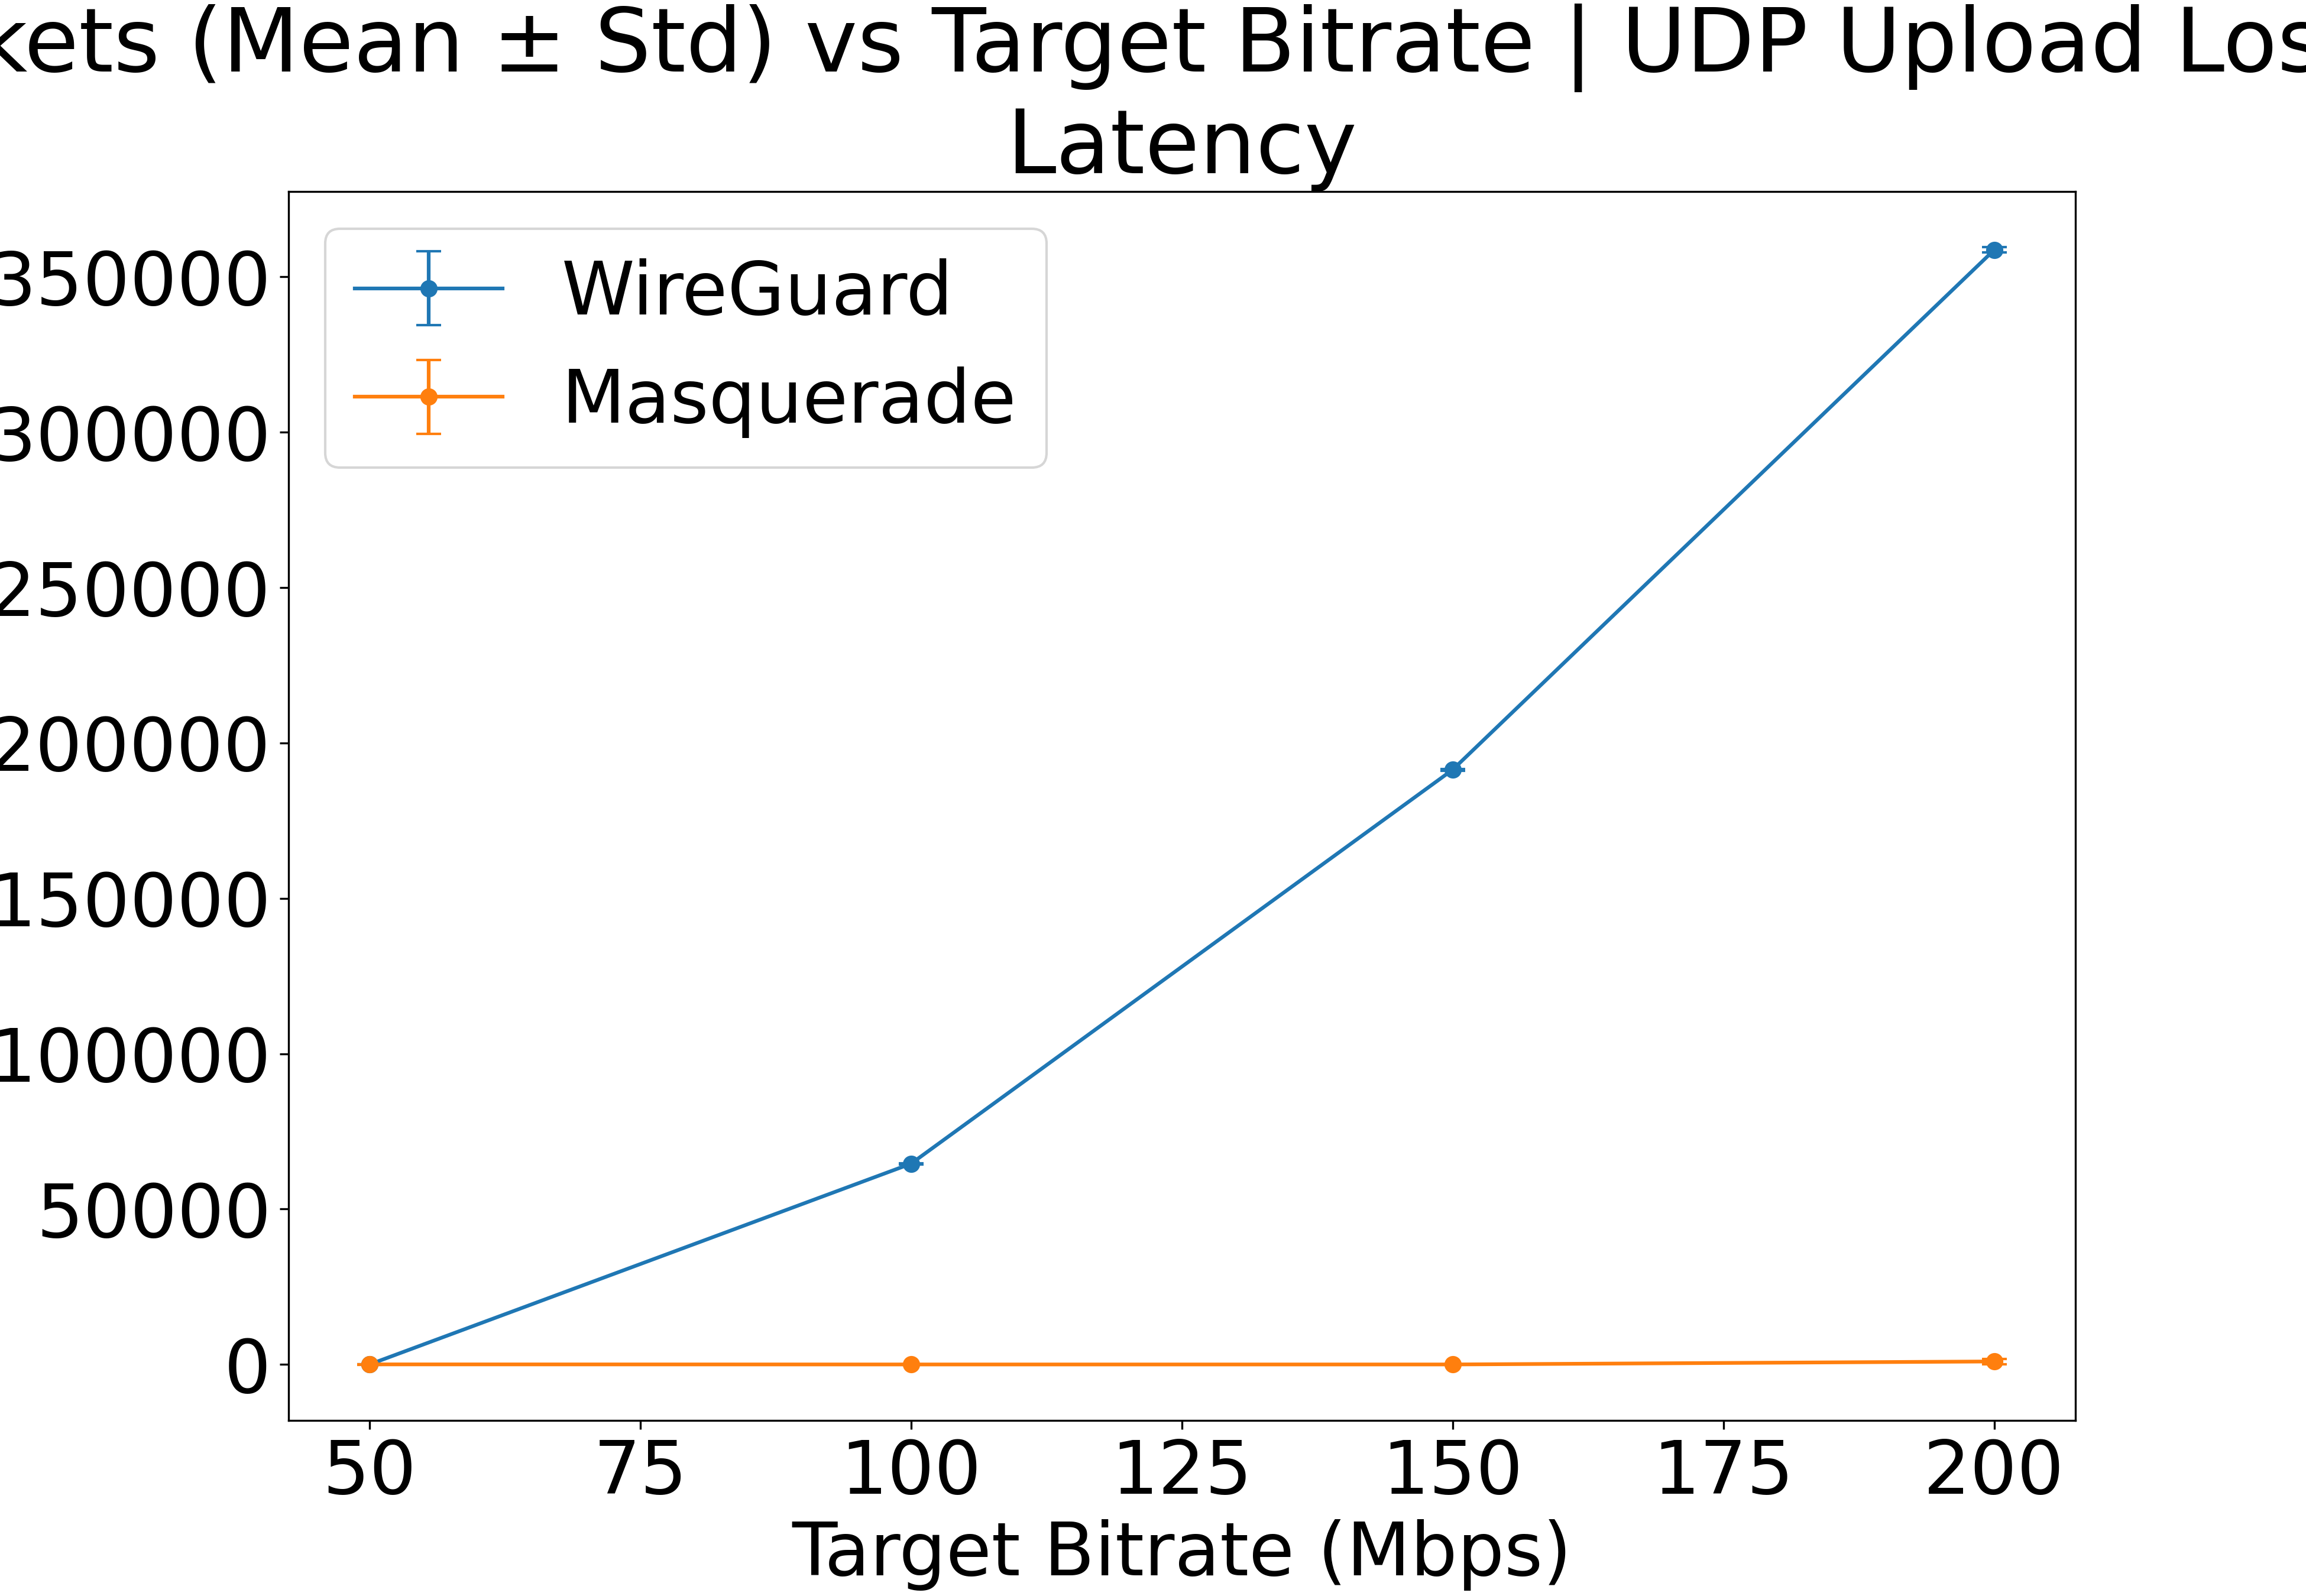 kets (Mean ± Std) vs Target Bitrate | UDP Upload Los
Latency
WireGuard
Masquerade
350000
300000
250000
200000
150000
100000
50000
0
50 75 100 125 150 175 200
Target Bitrate (Mbps)